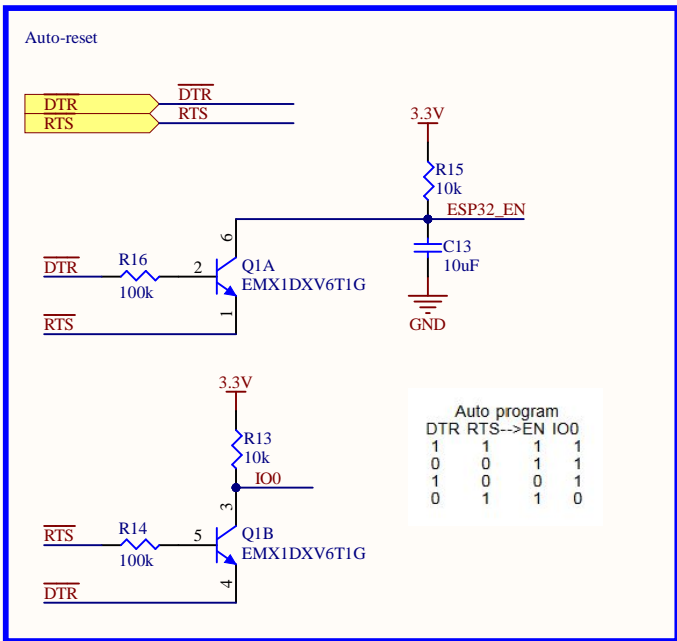 Auto-reset
DTR
DTR
RTS
RTS
3.3V
R15
10k
ESP32_EN
6
C13
10uF
DTR
R16
100k
2
Q1A
EMX1DXV6T1G
1
RTS
GND
3.3V
R13
10k
IO0
3
RTS
R14
100k
5
Q1B
EMX1DXV6T1G
4
DTR
Auto program
DTR RTS-->EN IO0
1 1 1 1
0 0 1 1
1 0 0 1
0 1 1 0